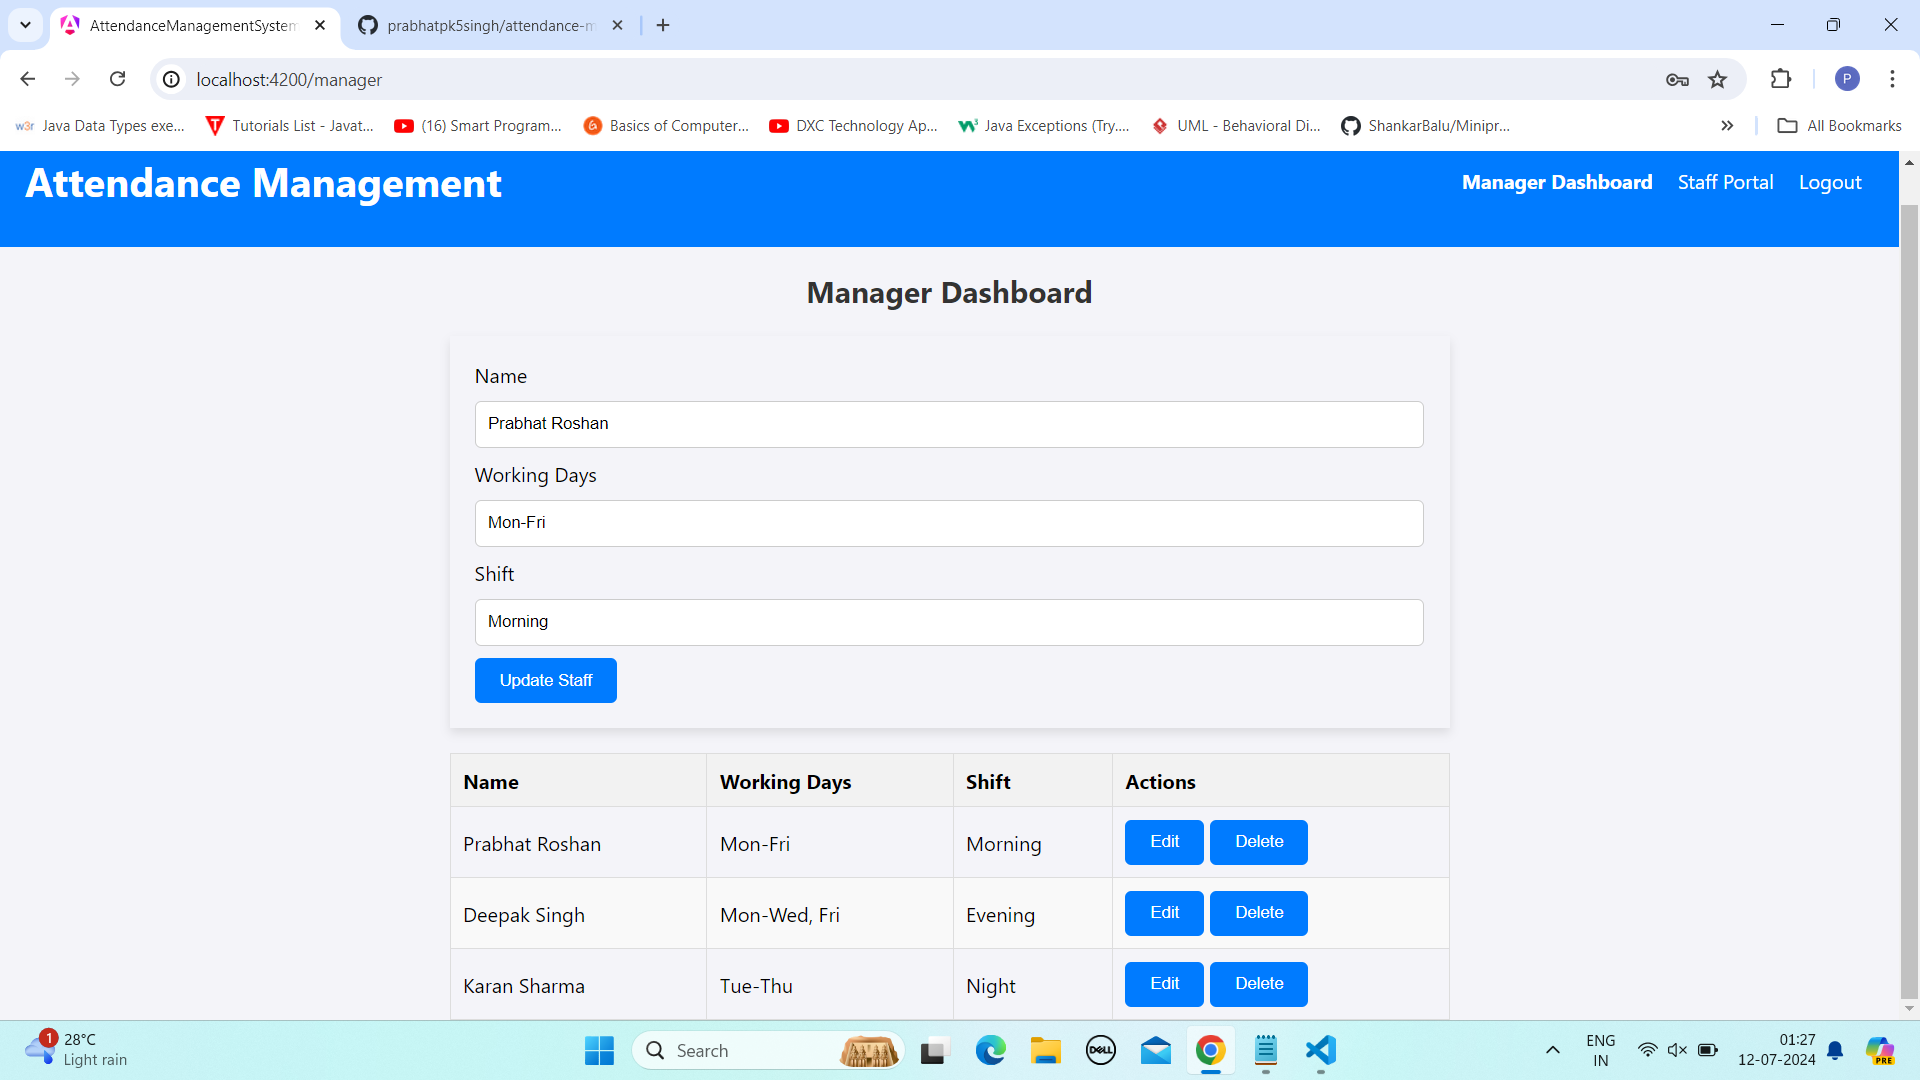 AttendanceManagementSystem
prabhatpk5singh/attendance-m
localhost:4200/manager
P
Java Data Types exe...
Tutorials List - Javat...
(16) Smart Program...
Basics of Computer...
DXC Technology Ap...
Java Exceptions (Try....
UML - Behavioral Di...
ShankarBalu/Minipr...
All Bookmarks
Attendance Management
Manager Dashboard
Staff Portal
Logout
Manager Dashboard
Name
Prabhat Roshan
Working Days
Mon-Fri
Shift
Morning
Update Staff
Name Working Days Shift Actions
Prabhat Roshan Mon-Fri Morning Edit Delete
Deepak Singh Mon-Wed, Fri Evening Edit Delete
Karan Sharma Tue-Thu Night Edit Delete
1
28°C
Light rain
Search
DELL
ENG
IN
01:27
12-07-2024
PRE